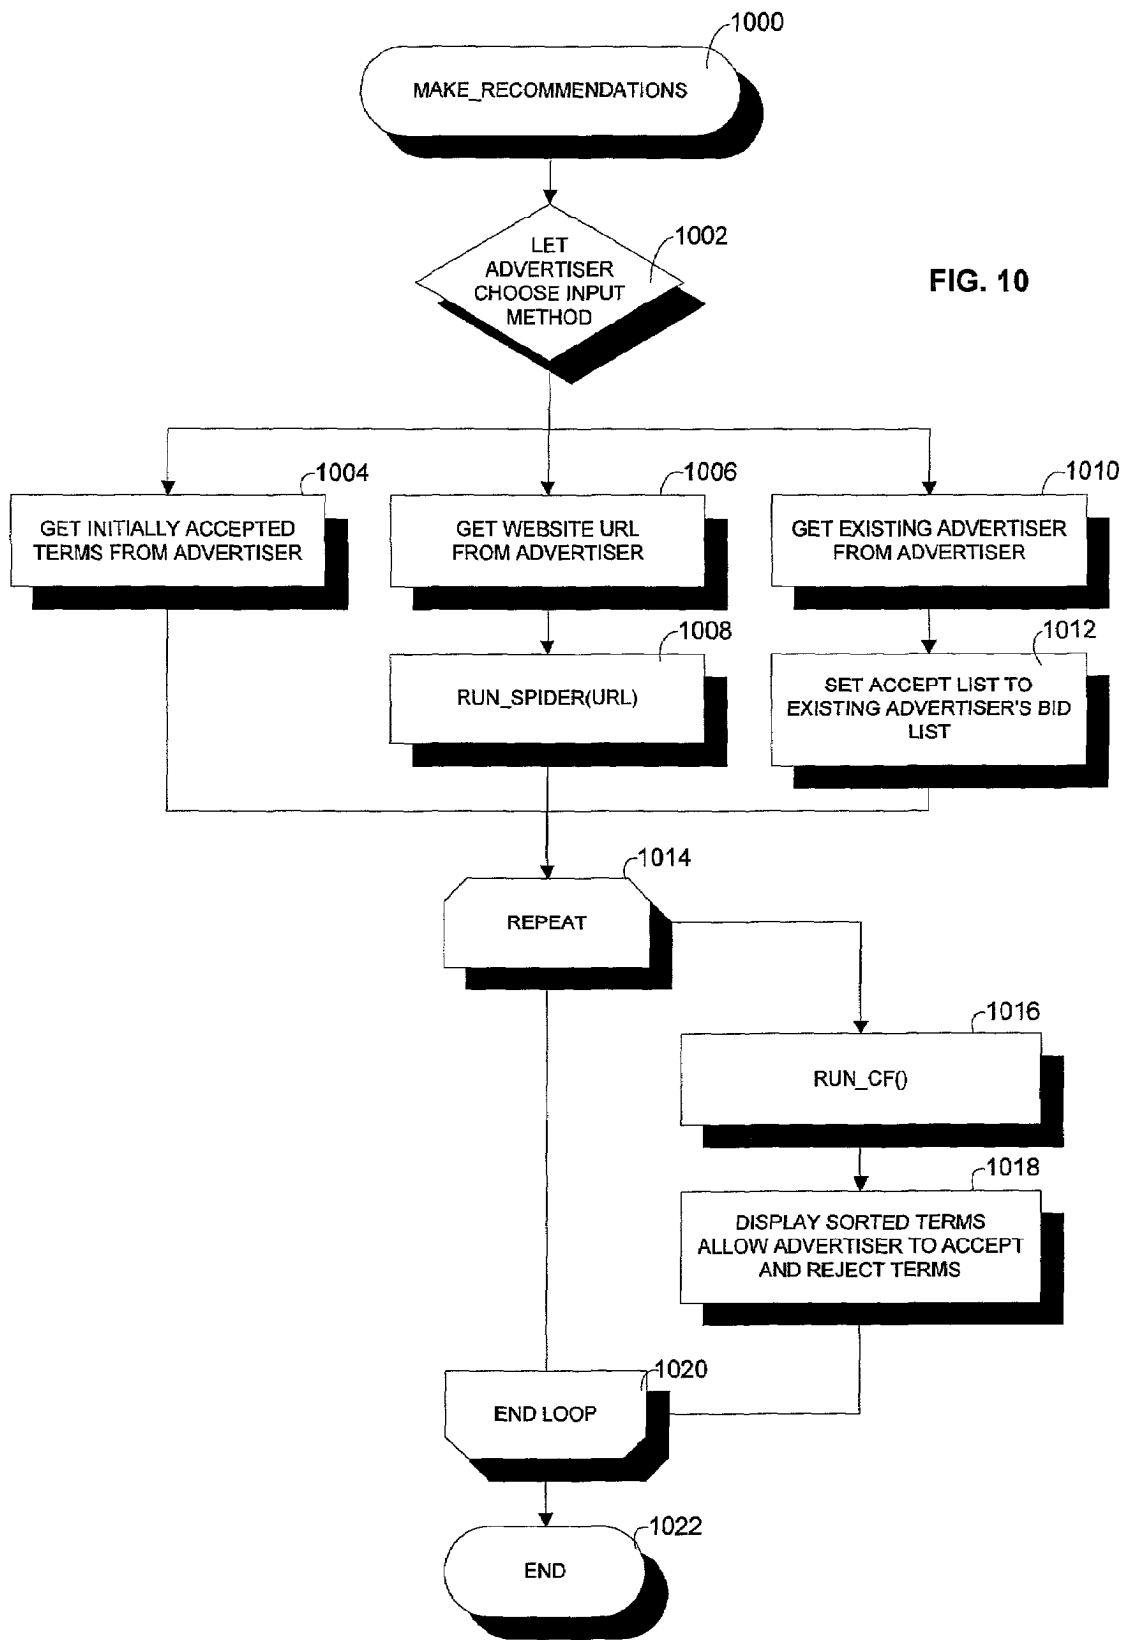 1000
MAKE_RECOMMENDATIONS
1002
LET
ADVERTISER
CHOOSE INPUT
METHOD
FIG. 10
1004
GET INITIALLY ACCEPTED
TERMS FROM ADVERTISER
1006
GET WEBSITE URL
FROM ADVERTISER
1010
GET EXISTING ADVERTISER
FROM ADVERTISER
1008
RUN_SPIDER(URL)
1012
SET ACCEPT LIST TO
EXISTING ADVERTISER'S BID
LIST
1014
REPEAT
1016
RUN_CF()
1018
DISPLAY SORTED TERMS
ALLOW ADVERTISER TO ACCEPT
AND REJECT TERMS
1020
END LOOP
1022
END